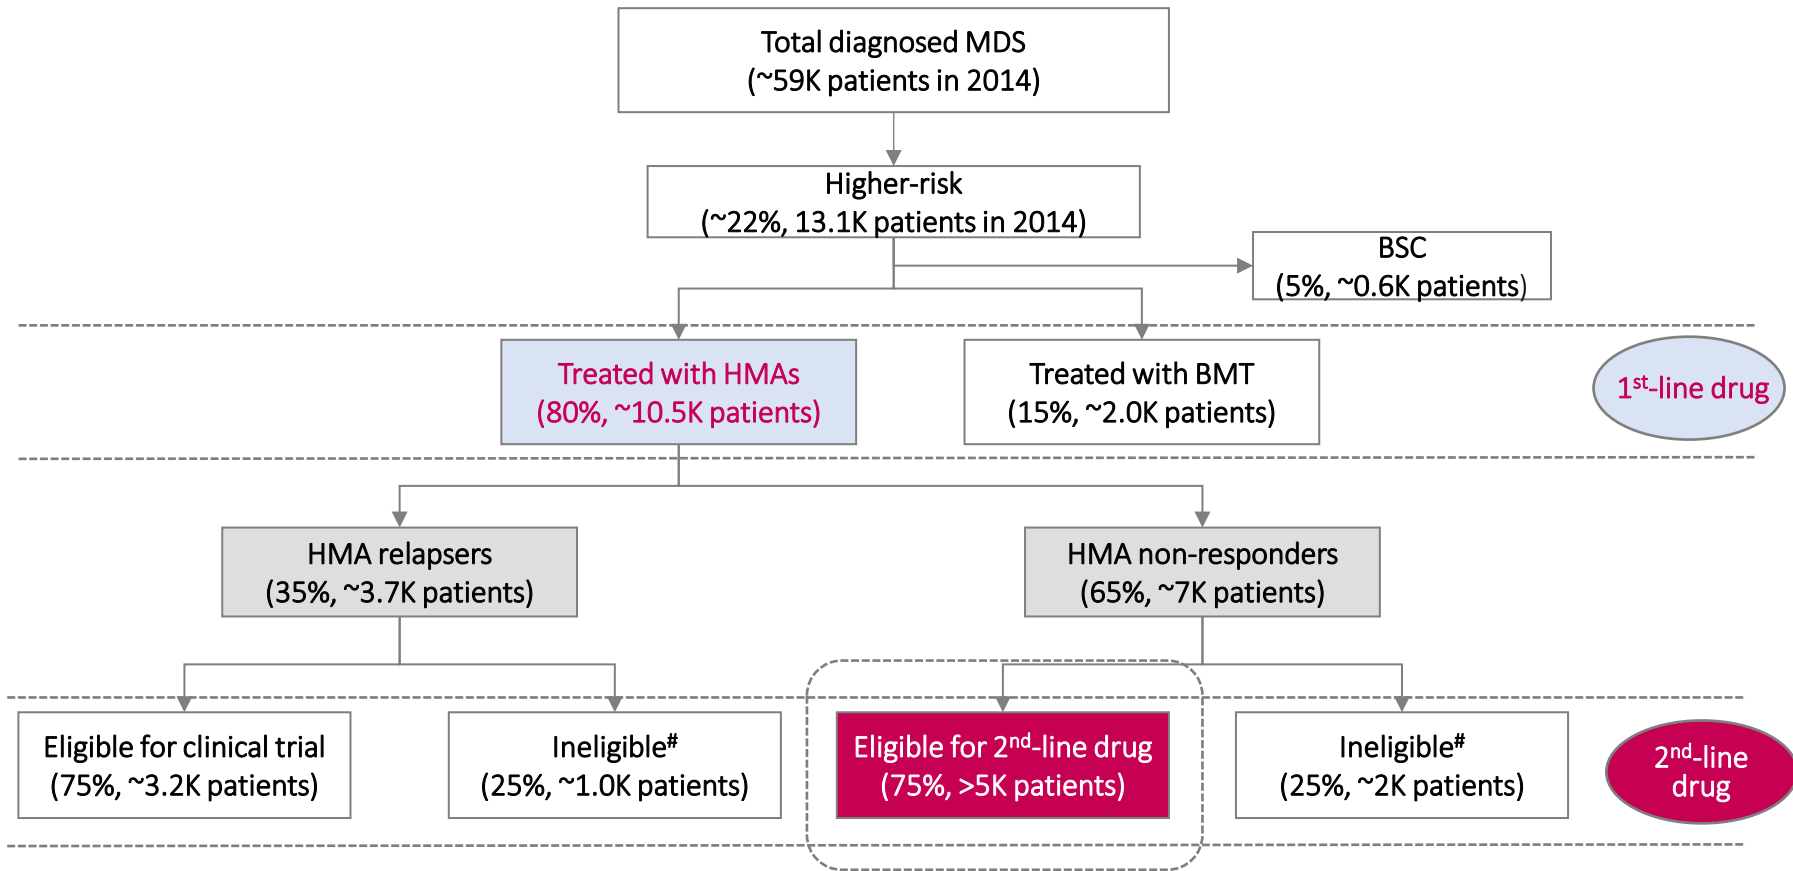 Total diagnosed MDS
(~59K patients in 2014)
Higher-risk
(~22%, 13.1K patients in 2014)
BSC
(5%, ~0.6K patients)
Treated with HMAs
(80%, ~10.5K patients)
Treated with BMT
(15%, ~2.0K patients)
1st-line drug
HMA relapsers
(35%, ~3.7K patients)
HMA non-responders
(65%, ~7K patients)
Eligible for clinical trial
(75%, ~3.2K patients)
Ineligible#
(25%, ~1.0K patients)
Eligible for 2nd-line drug
(75%, >5K patients)
Ineligible#
(25%, ~2K patients)
2nd-line
drug